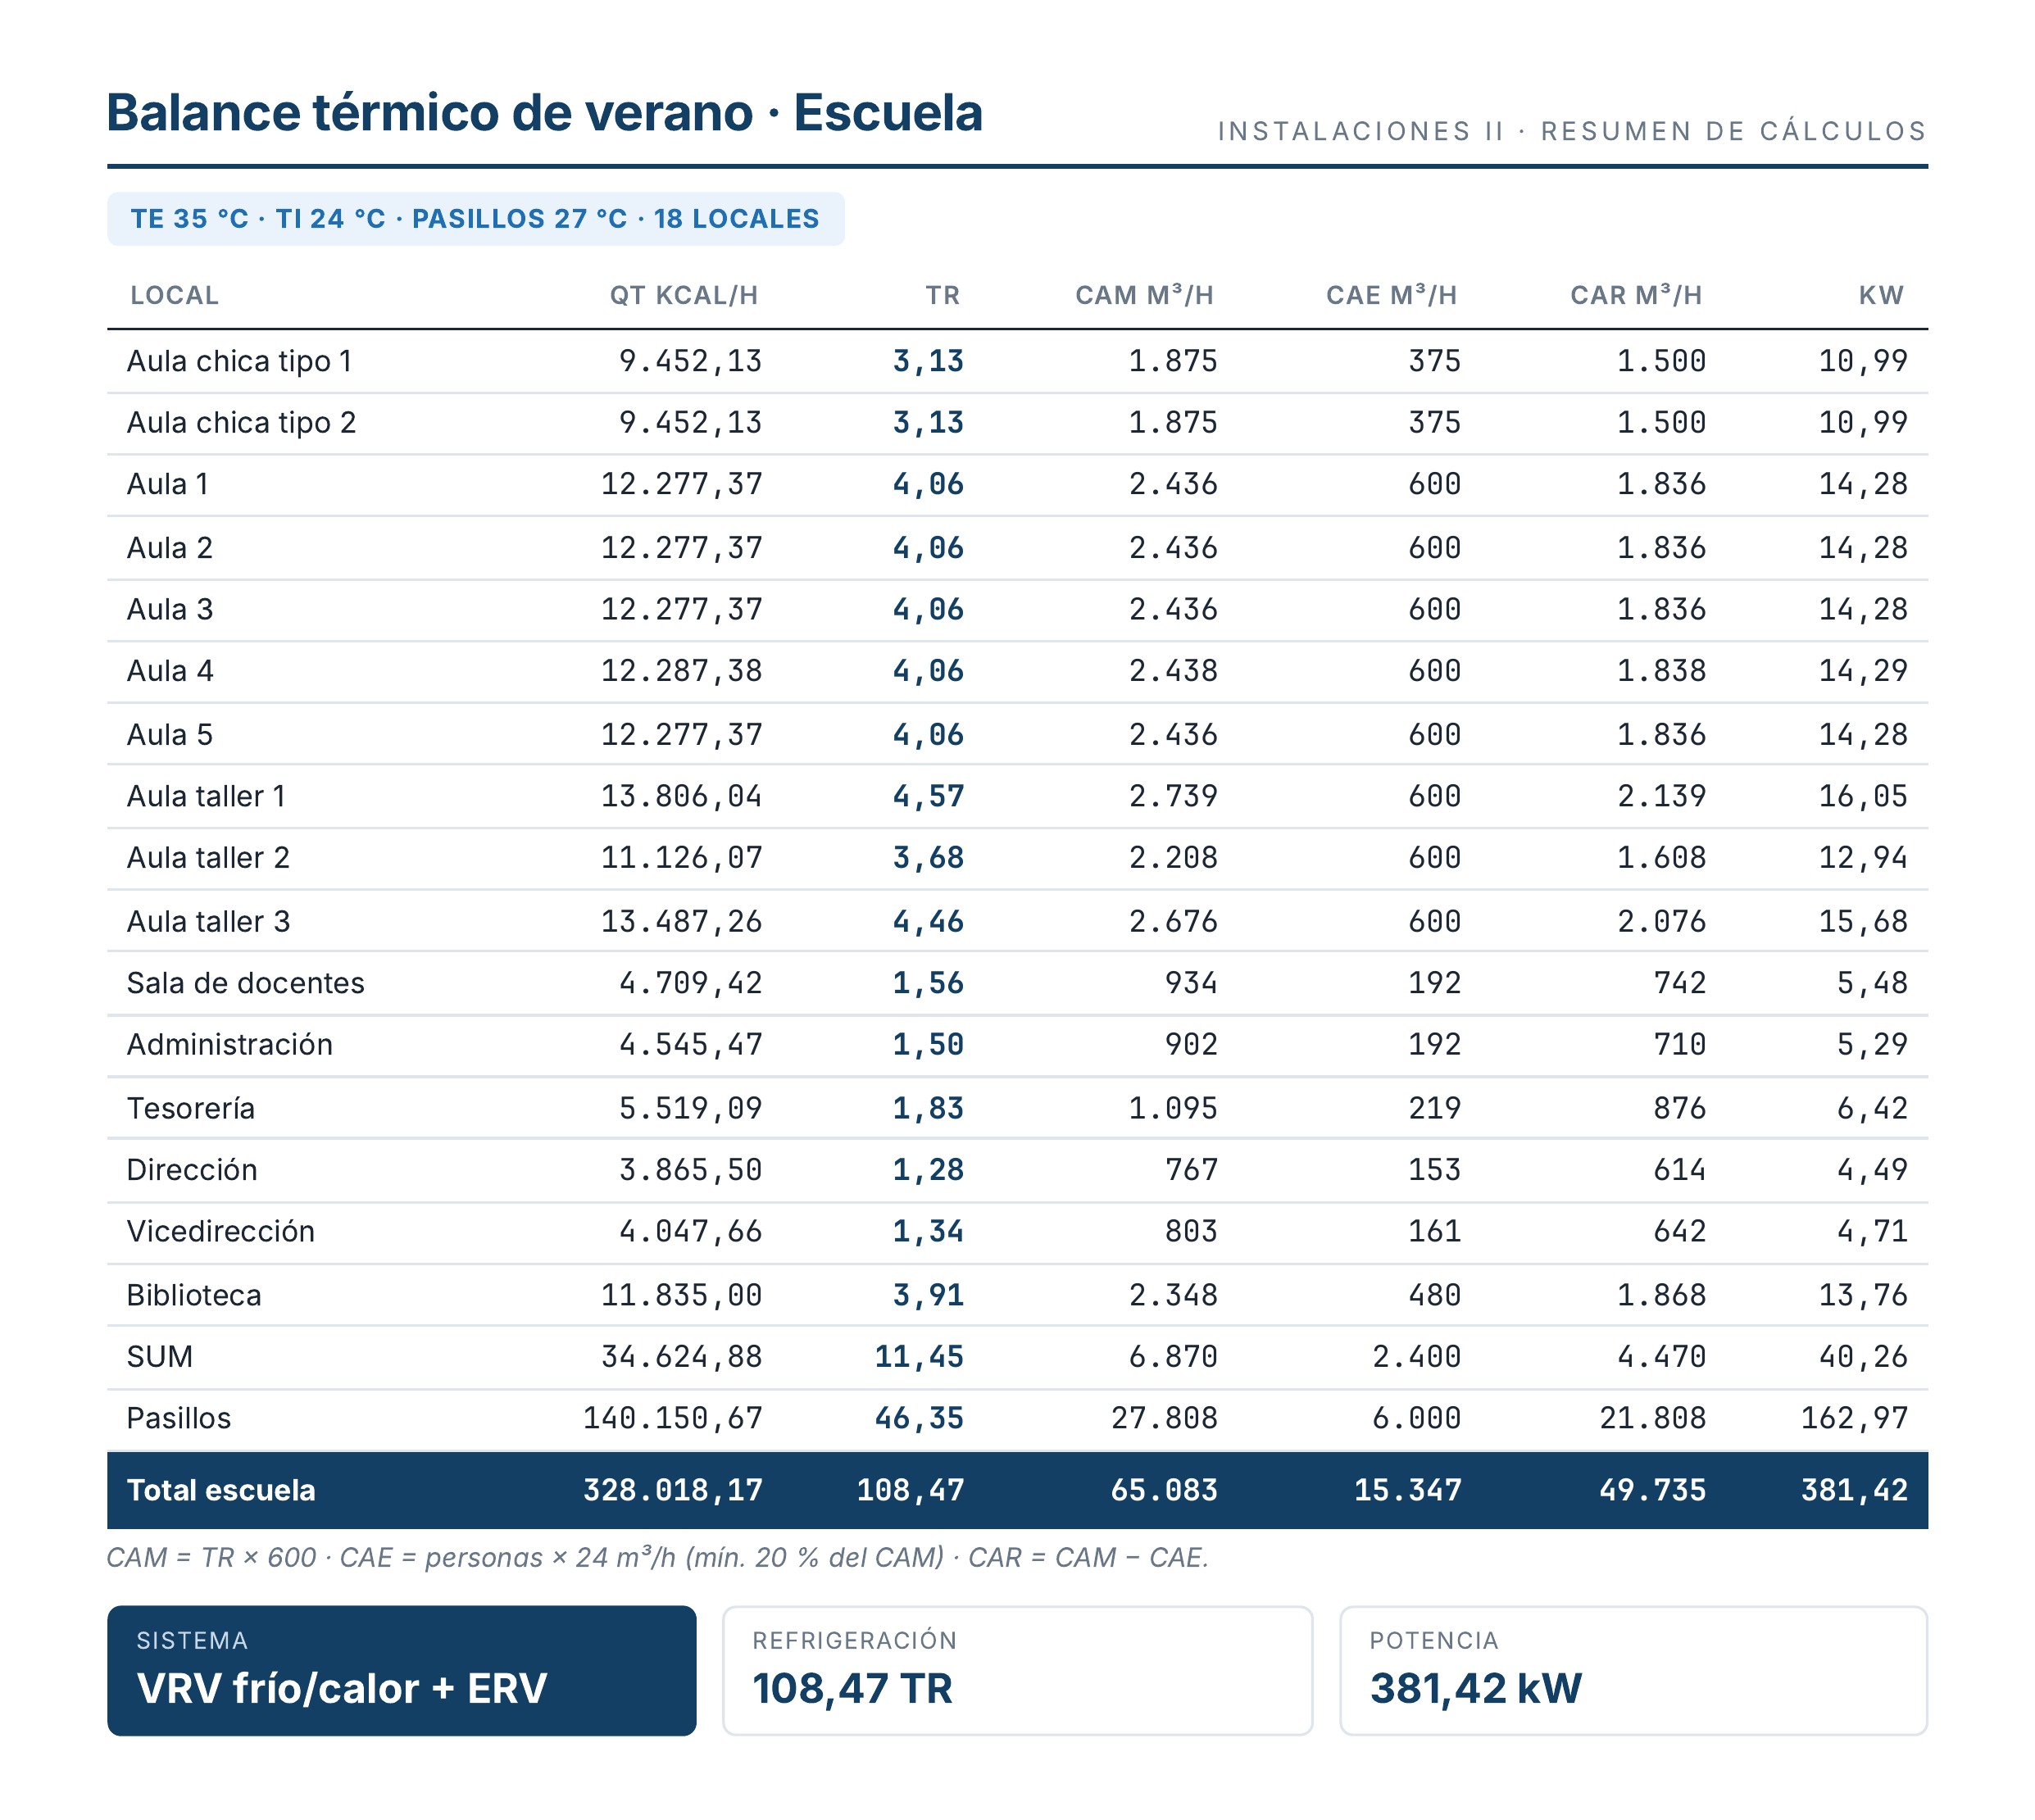 Balance térmico de verano · Escuela
INSTALACIONES II · RESUMEN DE CÁLCULOS
TE 35 °C · TI 24 °C · PASILLOS 27 °C · 18 LOCALES
LOCAL QT KCAL/H TR CAM M³/H CAE M³/H CAR M³/H KW
Aula chica tipo 1 9.452,13 3,13 1.875 375 1.500 10,99
Aula chica tipo 2 9.452,13 3,13 1.875 375 1.500 10,99
Aula 1 12.277,37 4,06 2.436 600 1.836 14,28
Aula 2 12.277,37 4,06 2.436 600 1.836 14,28
Aula 3 12.277,37 4,06 2.436 600 1.836 14,28
Aula 4 12.287,38 4,06 2.438 600 1.838 14,29
Aula 5 12.277,37 4,06 2.436 600 1.836 14,28
Aula taller 1 13.806,04 4,57 2.739 600 2.139 16,05
Aula taller 2 11.126,07 3,68 2.208 600 1.608 12,94
Aula taller 3 13.487,26 4,46 2.676 600 2.076 15,68
Sala de docentes 4.709,42 1,56 934 192 742 5,48
Administración 4.545,47 1,50 902 192 710 5,29
Tesorería 5.519,09 1,83 1.095 219 876 6,42
Dirección 3.865,50 1,28 767 153 614 4,49
Vicedirección 4.047,66 1,34 803 161 642 4,71
Biblioteca 11.835,00 3,91 2.348 480 1.868 13,76
SUM 34.624,88 11,45 6.870 2.400 4.470 40,26
Pasillos 140.150,67 46,35 27.808 6.000 21.808 162,97
Total escuela 328.018,17 108,47 65.083 15.347 49.735 381,42
CAM = TR × 600 · CAE = personas × 24 m³/h (mín. 20 % del CAM) · CAR = CAM − CAE.
SISTEMA
VRV frío/calor + ERV
REFRIGERACIÓN
108,47 TR
POTENCIA
381,42 kW